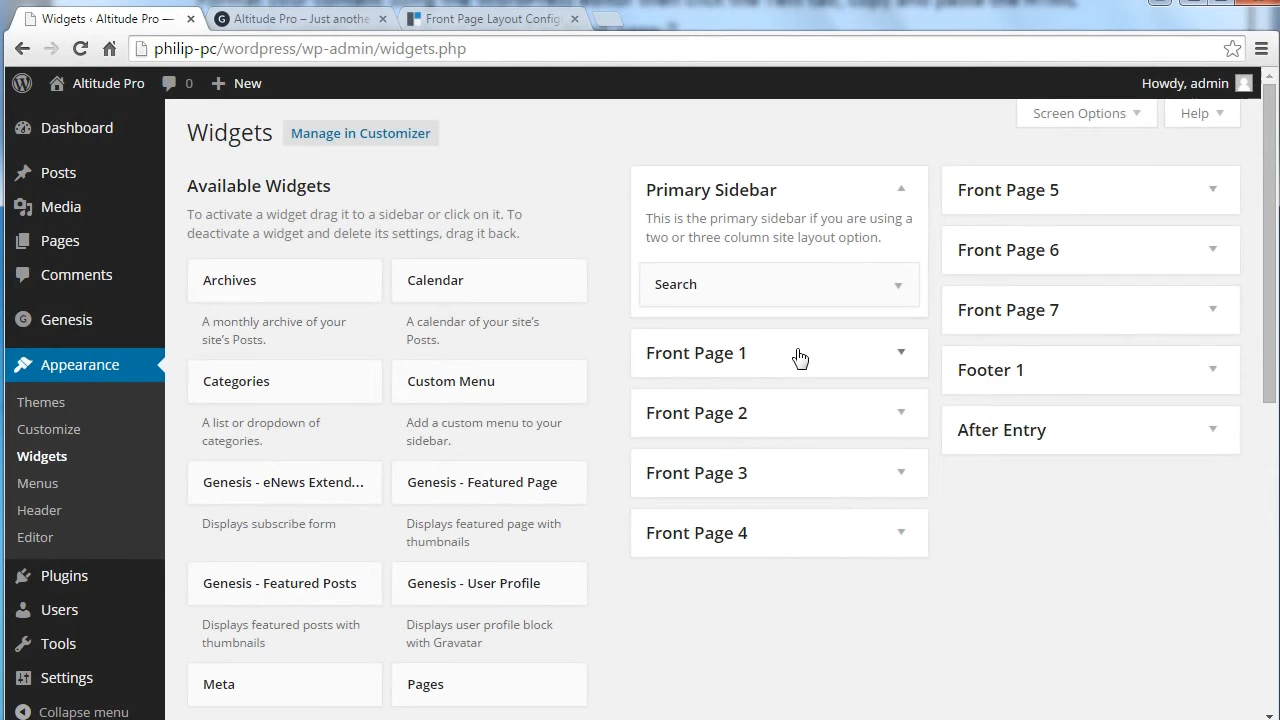 Widgets ‹ Altitude Pro —
Altitude Pro – Just anothe
Front Page Layout Config
philip-pc/wordpress/wp-admin/widgets.php
Altitude Pro
0
New
Howdy, admin
Dashboard
Posts
Media
Pages
Comments
Genesis
Appearance
Themes
Customize
Widgets
Menus
Header
Editor
Plugins
Users
Tools
Settings
Collapse menu
Screen Options
Help
Widgets
Manage in Customizer
Available Widgets
To activate a widget drag it to a sidebar or click on it. To
deactivate a widget and delete its settings, drag it back.
Archives
Calendar
A monthly archive of your
site's Posts.
A calendar of your site's
Posts.
Categories
Custom Menu
A list or dropdown of
categories.
Add a custom menu to your
sidebar.
Genesis - eNews Extend...
Genesis - Featured Page
Displays subscribe form
Displays featured page with
thumbnails
Genesis - Featured Posts
Genesis - User Profile
Displays featured posts with
thumbnails
Displays user profile block
with Gravatar
Meta
Pages
Primary Sidebar
This is the primary sidebar if you are using a
two or three column site layout option.
Search
Front Page 1
Front Page 2
Front Page 3
Front Page 4
Front Page 5
Front Page 6
Front Page 7
Footer 1
After Entry